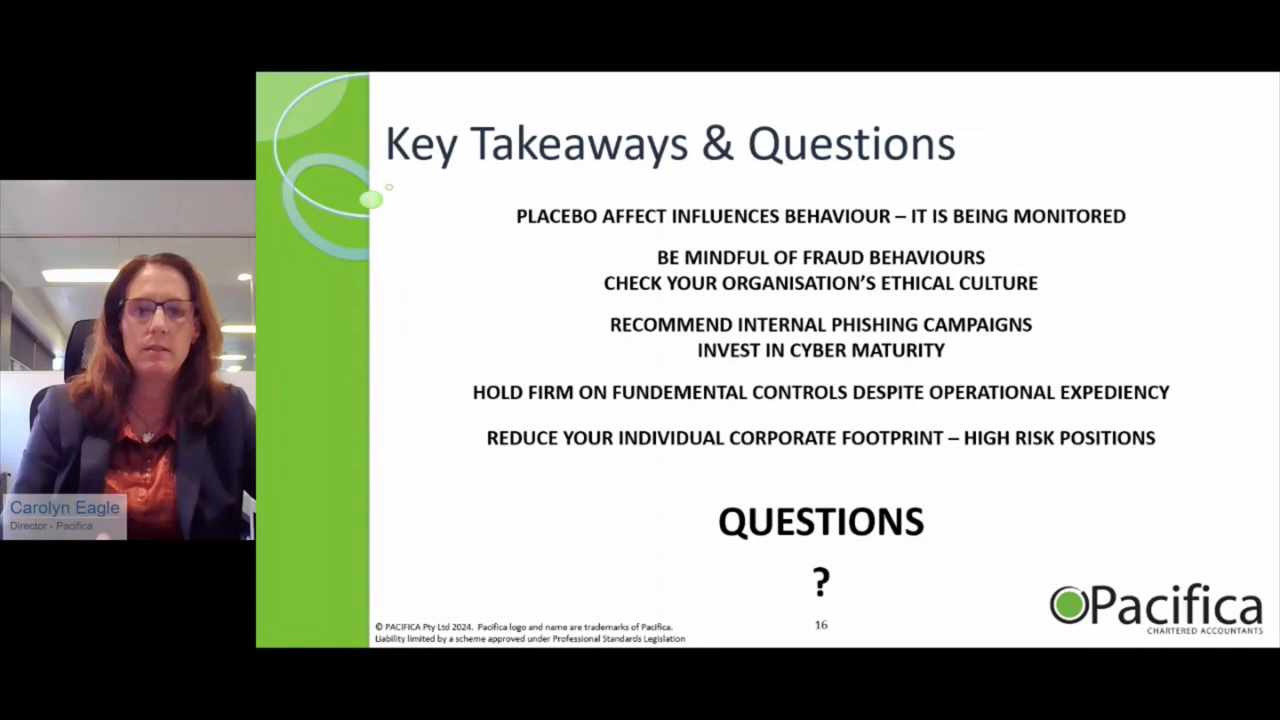 Key Takeaways & Questions
PLACEBO AFFECT INFLUENCES BEHAVIOUR – IT IS BEING MONITORED
BE MINDFUL OF FRAUD BEHAVIOURS
CHECK YOUR ORGANISATION'S ETHICAL CULTURE
RECOMMEND INTERNAL PHISHING CAMPAIGNS
INVEST IN CYBER MATURITY
HOLD FIRM ON FUNDEMENTAL CONTROLS DESPITE OPERATIONAL EXPEDIENCY
REDUCE YOUR INDIVIDUAL CORPORATE FOOTPRINT – HIGH RISK POSITIONS
Carolyn Eagle
Director - Pacifica
QUESTIONS
?
Pacifica
CHARTERED ACCOUNTANTS
© PACIFICA Pty Ltd 2024. Pacifica logo and name are trademarks of Pacifica.
Liability limited by a scheme approved under Professional Standards Legislation
16